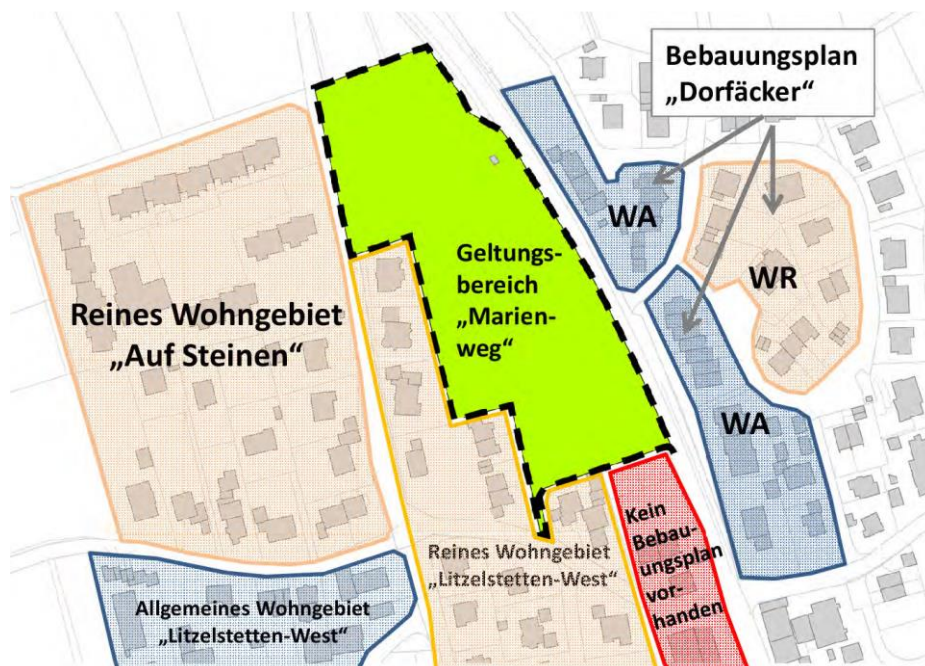 Bebauungsplan
„Dorfäcker“
WA
WR
Geltungs-
bereich
„Marien-
weg“
Reines Wohngebiet
„Auf Steinen“
WA
Kein
Bebau-
ungsplan
vor-
handen
Reines Wohngebiet
„Litzelstetten-West“
Allgemeines Wohngebiet
„Litzelstetten-West“